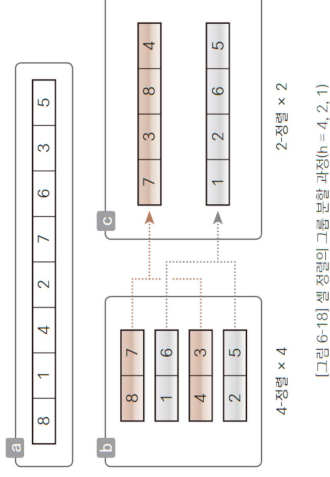 a
8 1 4 2 7 6 3 5
b
8 7
1 6
4 3
2 5
4-정렬 × 4
c
7 3 8 4
1 2 6 5
2-정렬 × 2
[그림 6-18] 셸 정렬의 그룹 분할 과정(h = 4, 2, 1)